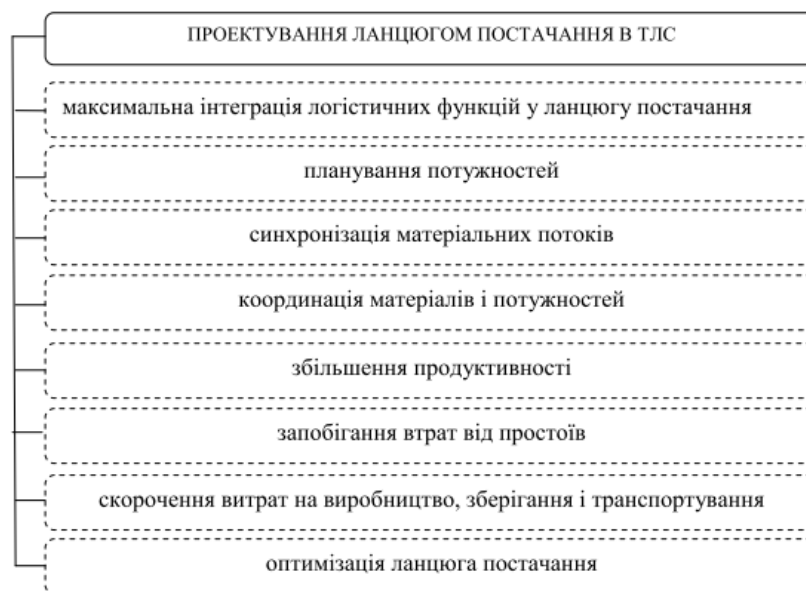 ПРОЕКТУВАННЯ ЛАНЦЮГОМ ПОСТАЧАННЯ В ТЛС
максимальна інтеграція логістичних функцій у ланцюгу постачання
планування потужностей
синхронізація матеріальних потоків
координація матеріалів і потужностей
збільшення продуктивності
запобігання втрат від простоїв
скорочення витрат на виробництво, зберігання і транспортування
оптимізація ланцюга постачання